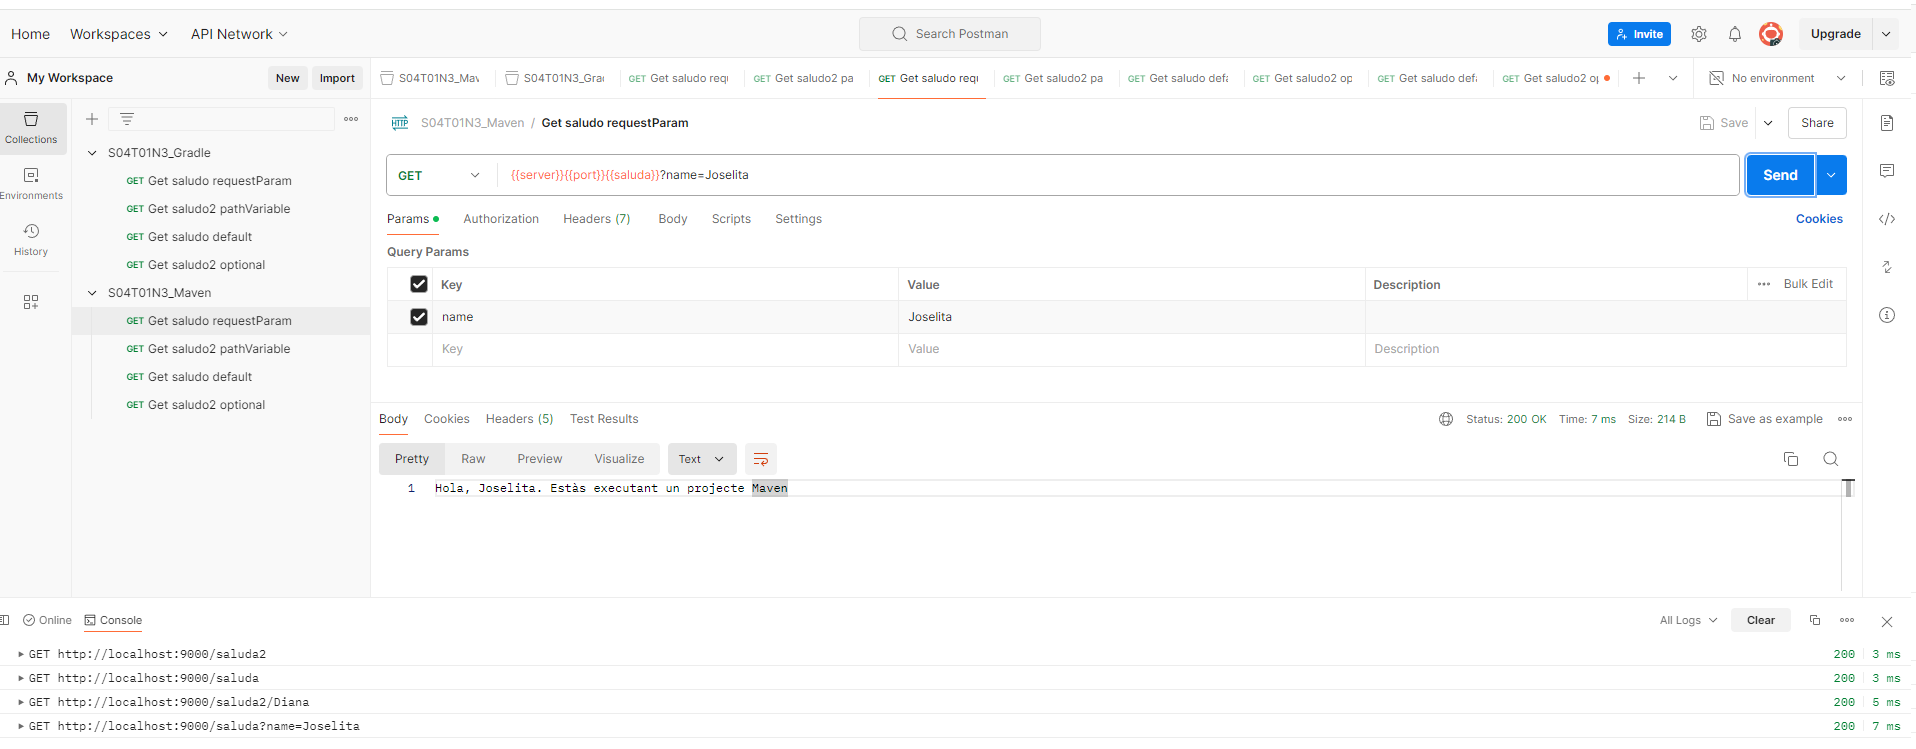 Home Workspaces API Network Search Postman Invite Upgrade
My Workspace New Import S04T01N3_Mav S04T01N3_Grad GET Get saludo requ GET Get saludo2 pa GET Get saludo requ GET Get saludo2 pa GET Get saludo defa GET Get saludo2 op GET Get saludo defa GET Get saludo2 op No environment
Collections
Environments
History
S04T01N3_Gradle
GET Get saludo requestParam
GET Get saludo2 pathVariable
GET Get saludo default
GET Get saludo2 optional
S04T01N3_Maven
GET Get saludo requestParam
GET Get saludo2 pathVariable
GET Get saludo default
GET Get saludo2 optional
HTTP S04T01N3_Maven / Get saludo requestParam Save Share
GET {{server}}{{port}}{{saluda}}?name=Joselita Send
Params Authorization Headers (7) Body Scripts Settings Cookies
Query Params
Key Value Description Bulk Edit
name Joselita
Key Value Description
Body Cookies Headers (5) Test Results Status: 200 OK Time: 7 ms Size: 214 B Save as example
Pretty Raw Preview Visualize Text
1 Hola, Joselita. Estàs executant un projecte Maven
Online Console All Logs Clear
GET http://localhost:9000/saluda2 200 3 ms
GET http://localhost:9000/saluda 200 3 ms
GET http://localhost:9000/saluda2/Diana 200 5 ms
GET http://localhost:9000/saluda?name=Joselita 200 7 ms